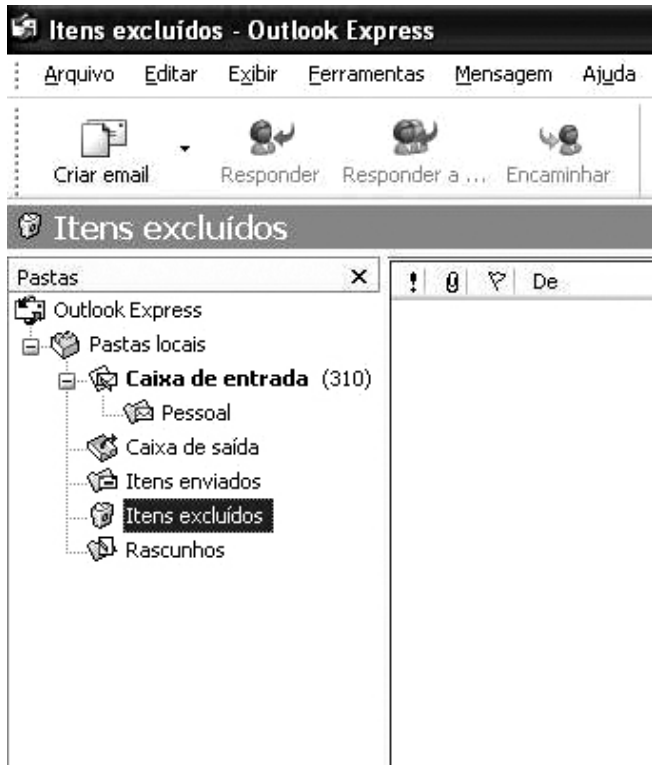 Itens excluídos - Outlook Express
Arquivo Editar Exibir Ferramentas Mensagem Ajuda
Criar email Responder Responder a ... Encaminhar
Itens excluídos
Pastas
! De
Outlook Express
Pastas locais
Caixa de entrada (310)
Pessoal
Caixa de saída
Itens enviados
Itens excluídos
Rascunhos